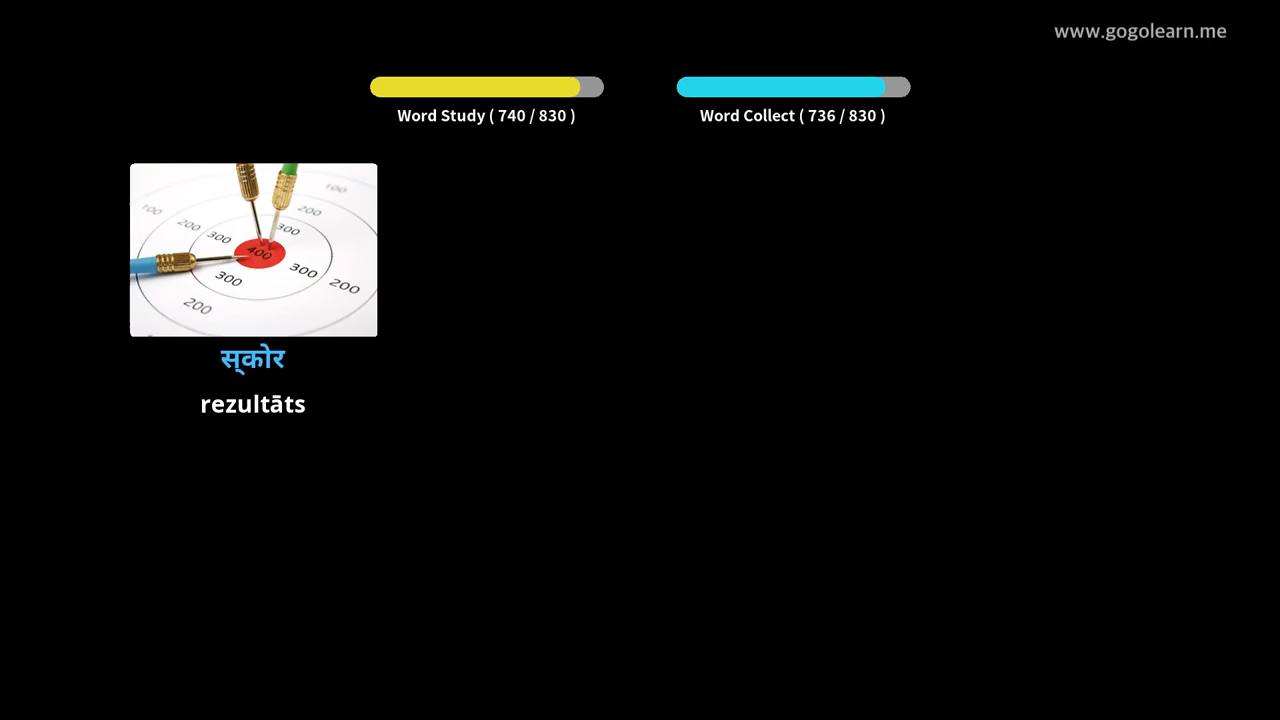 www.gogolearn.me
Word Study ( 740 / 830 )
Word Collect ( 736 / 830 )
100
100
200
200
300
300
400
300
300
200
200
स्कोर
rezultāts